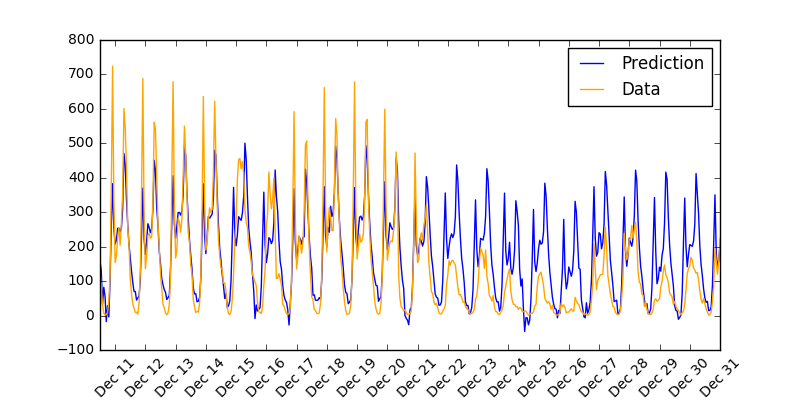 800
700
600
500
400
300
200
100
0
−100
Prediction
Data
Dec 11
Dec 12
Dec 13
Dec 14
Dec 15
Dec 16
Dec 17
Dec 18
Dec 19
Dec 20
Dec 21
Dec 22
Dec 23
Dec 24
Dec 25
Dec 26
Dec 27
Dec 28
Dec 29
Dec 30
Dec 31